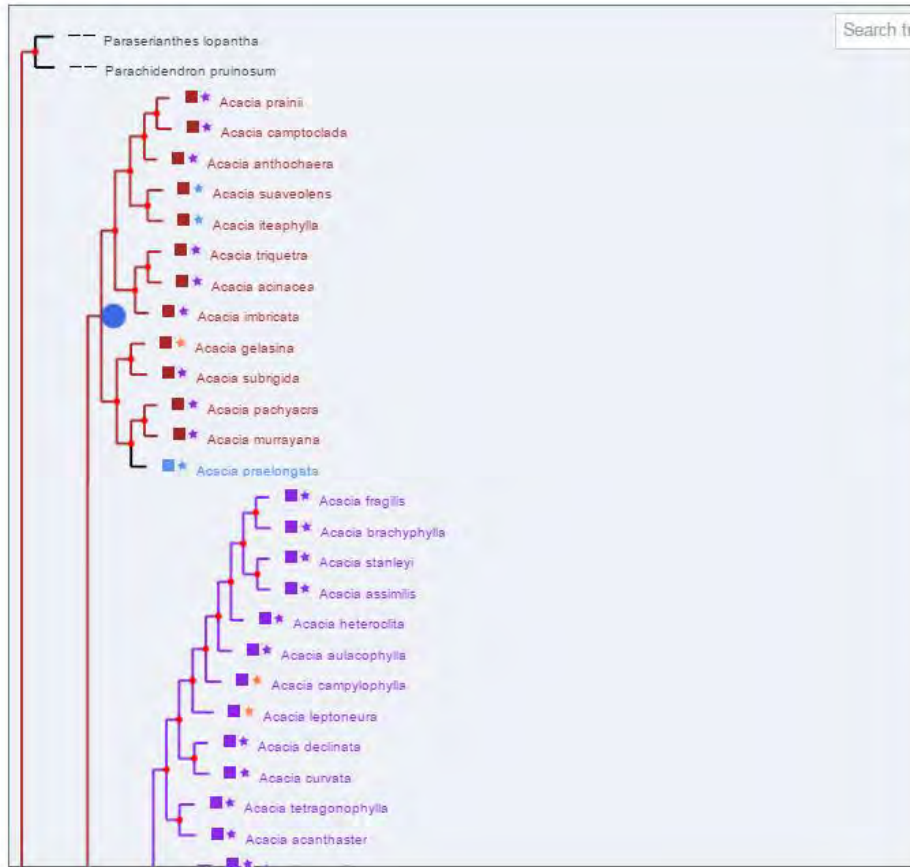 Search tr
Paraserianthes lopantha
Parachidendron pruinosum
Acacia prainii
Acacia camptoclada
Acacia anthochaera
Acacia suaveolens
Acacia iteaphylla
Acacia triquetra
Acacia acinacea
Acacia imbricata
Acacia gelasina
Acacia subrigida
Acacia pachyacra
Acacia murrayana
Acacia praelongata
Acacia fragilis
Acacia brachyphylla
Acacia stanleyi
Acacia assimilis
Acacia heteroclita
Acacia aulacophylla
Acacia campylophylla
Acacia leptoneura
Acacia declinata
Acacia curvata
Acacia tetragonophylla
Acacia acanthaster